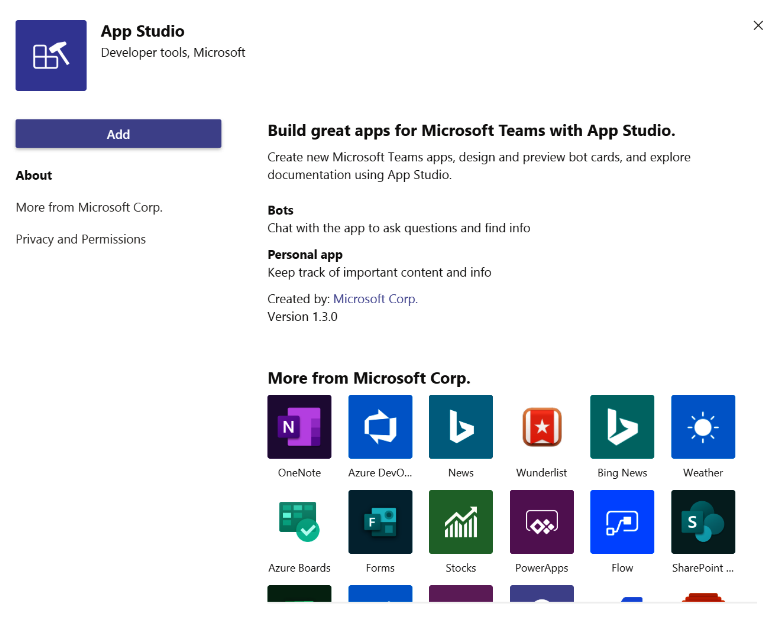 App Studio
Developer tools, Microsoft
Add
About
More from Microsoft Corp.
Privacy and Permissions
Build great apps for Microsoft Teams with App Studio.
Create new Microsoft Teams apps, design and preview bot cards, and explore
documentation using App Studio.
Bots
Chat with the app to ask questions and find info
Personal app
Keep track of important content and info
Created by: Microsoft Corp.
Version 1.3.0
More from Microsoft Corp.
N
OneNote Azure DevO... News Wunderlist Bing News Weather
F S
Azure Boards Forms Stocks PowerApps Flow SharePoint ...